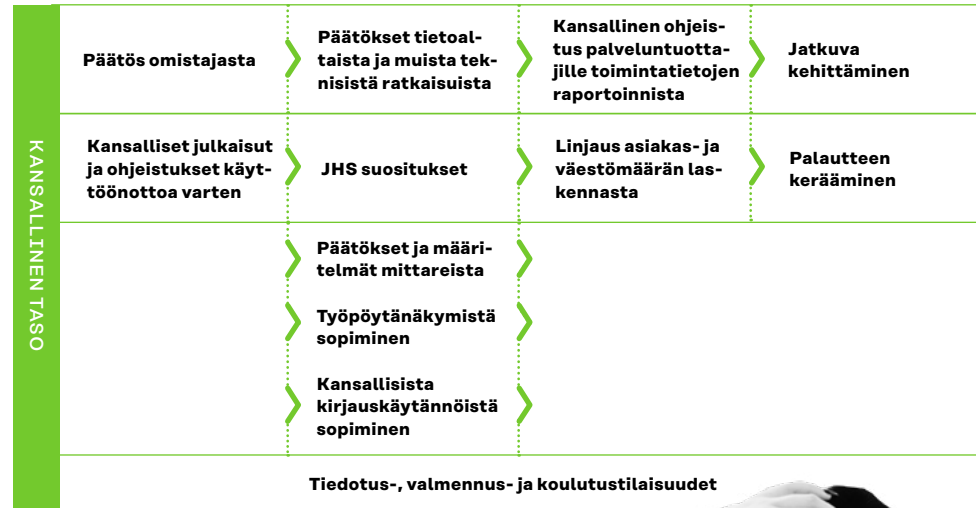 KANSALLINEN TASO
Päätös omistajasta
Päätökset tietoal-
taista ja muista tek-
nisistä ratkaisuista
Kansallinen ohjeis-
tus palveluntuotta-
jille toimintatietojen
raportoinnista
Jatkuva
kehittäminen
Kansalliset julkaisut
ja ohjeistukset käyt-
töönottoa varten
JHS suositukset
Linjaus asiakas- ja
väestömäärän las-
kennasta
Palautteen
kerääminen
Päätökset ja määri-
telmät mittareista
Työpöytänäkymistä
sopiminen
Kansallisista
kirjauskäytännöistä
sopiminen
Tiedotus-, valmennus- ja koulutustilaisuudet